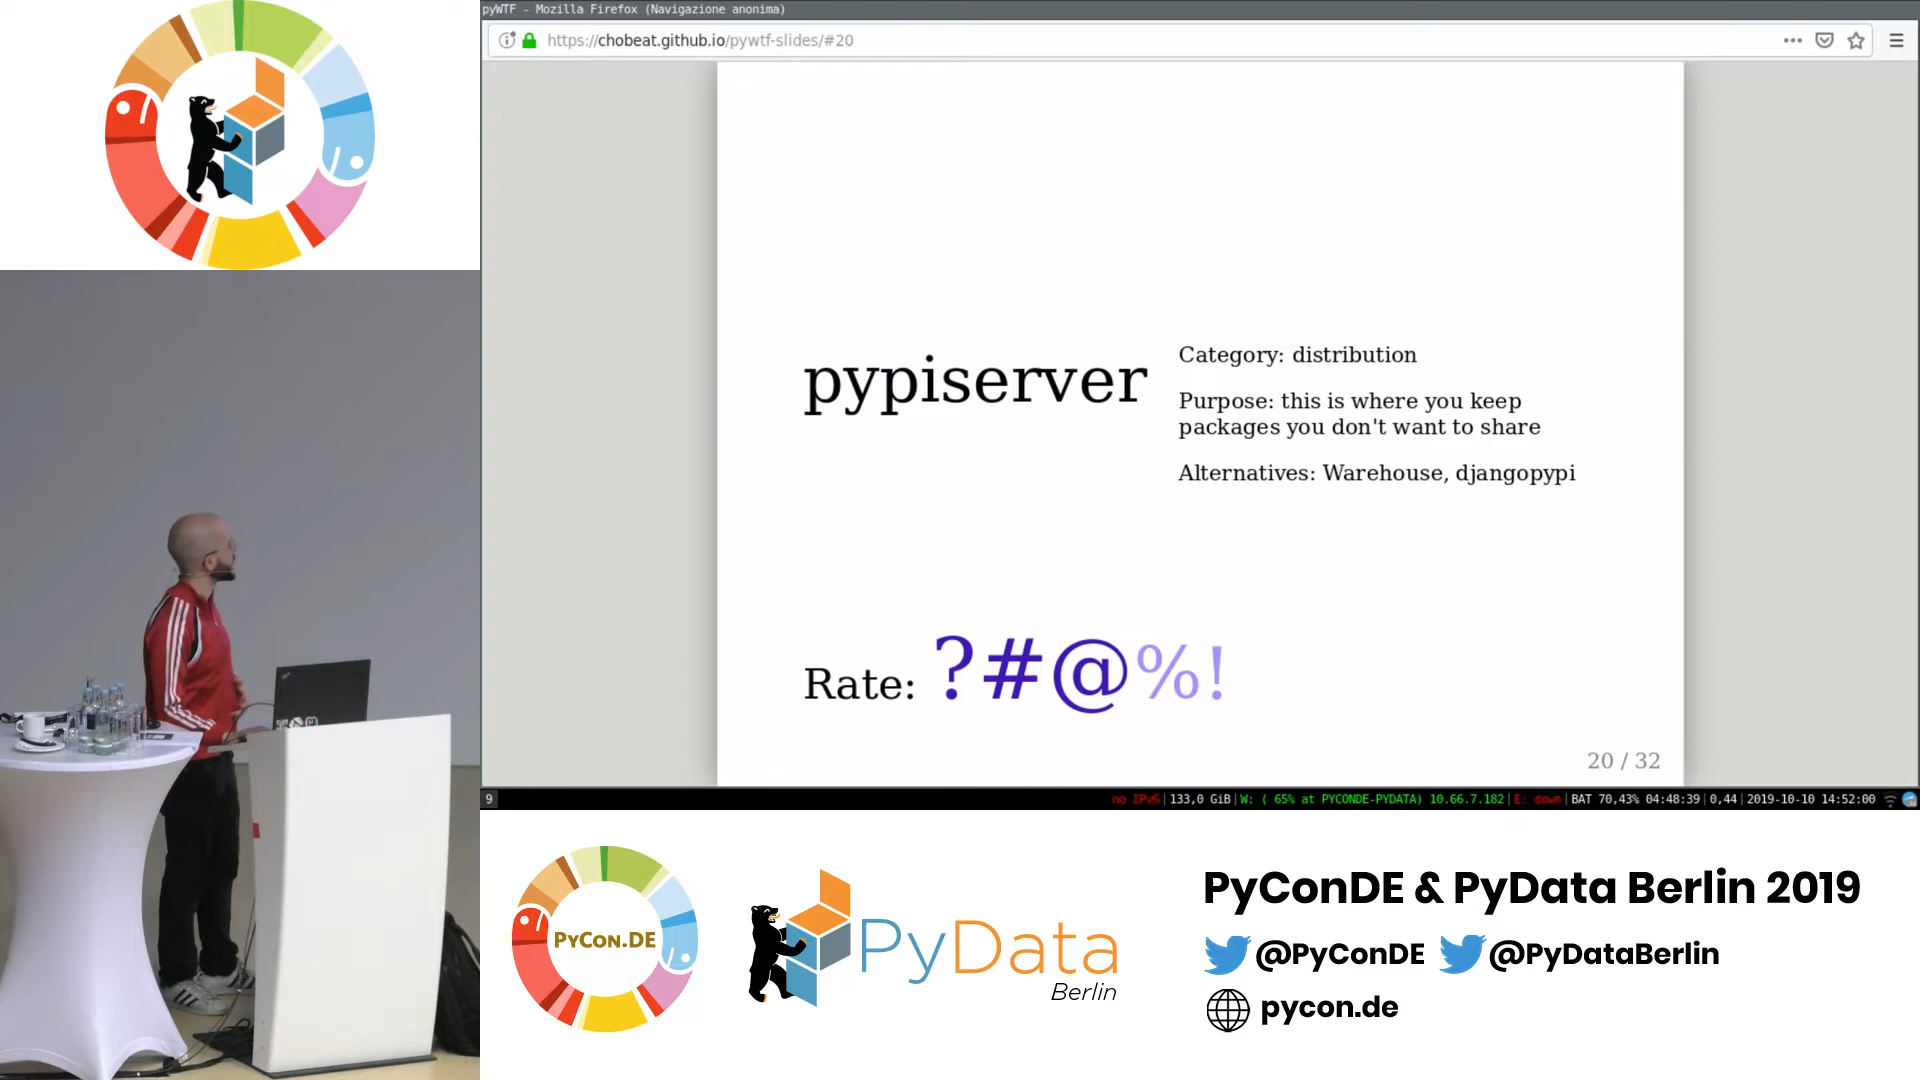 pyWTF - Mozilla Firefox (Navigazione anonima)
https://chobeat.github.io/pywtf-slides/#20
pypiserver
Category: distribution
Purpose: this is where you keep
packages you don't want to share
Alternatives: Warehouse, djangopypi
Rate: ?#@%!
20 / 32
9
no IPv6|133,0 GiB|W: ( 65% at PYCONDE-PYDATA) 10.66.7.182|E: down|BAT 70,43% 04:48:39|0,44|2019-10-10 14:52:00
PyCon.DE
PyData
Berlin
PyConDE & PyData Berlin 2019
@PyConDE @PyDataBerlin
pycon.de